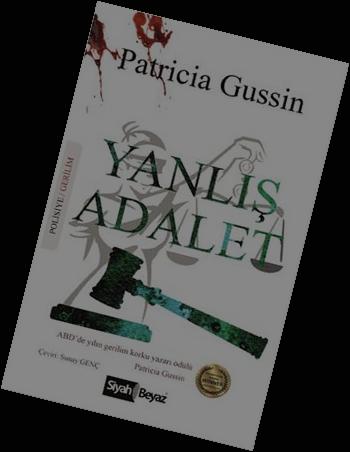 Patricia Gussin
YANLIŞ
ADALET
POLİSİYE / GERİLİM
ABD'de yılın gerilim korku yazarı ödülü
Patricia Gussin
Çeviri: Sunay GENÇ
Siyah Beyaz
WINNER